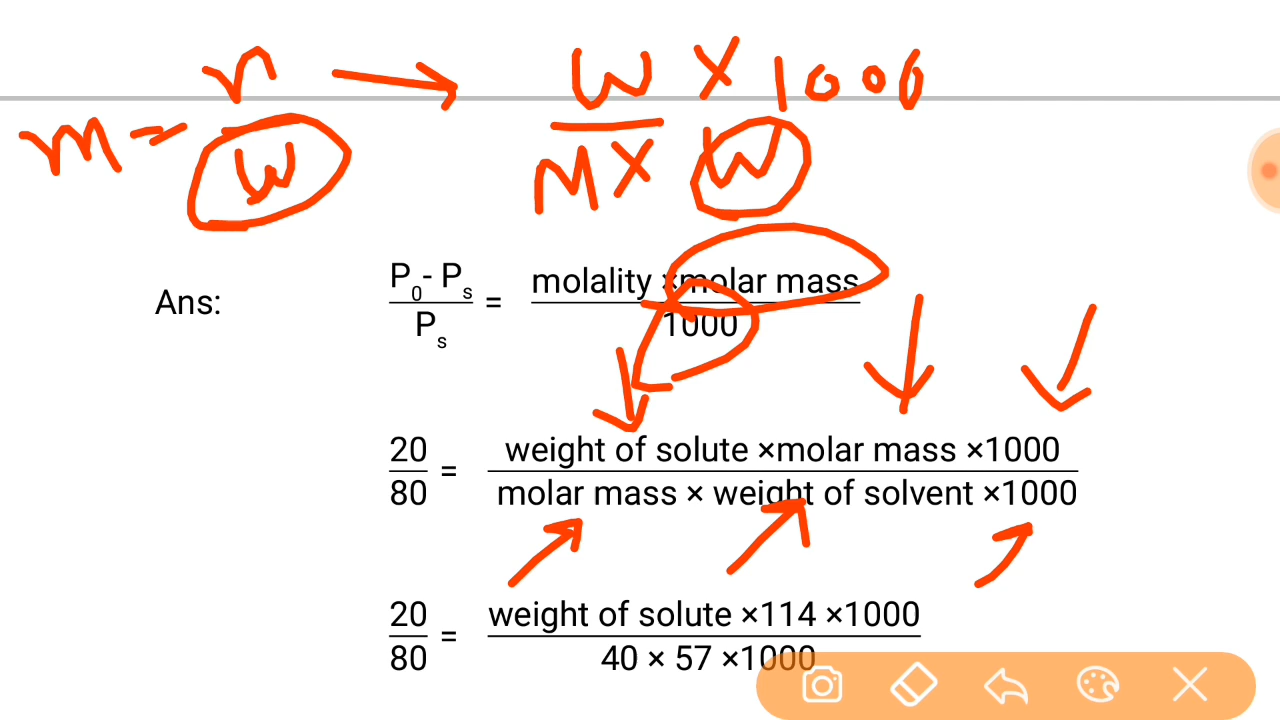 n → w × 1000
m = w M × w
P0 - Ps = molality ×molar mass
Ans:
Ps 1000
20 = weight of solute ×molar mass ×1000
80 molar mass × weight of solvent ×1000
20 = weight of solute ×114 ×1000
80 40 × 57 ×1000